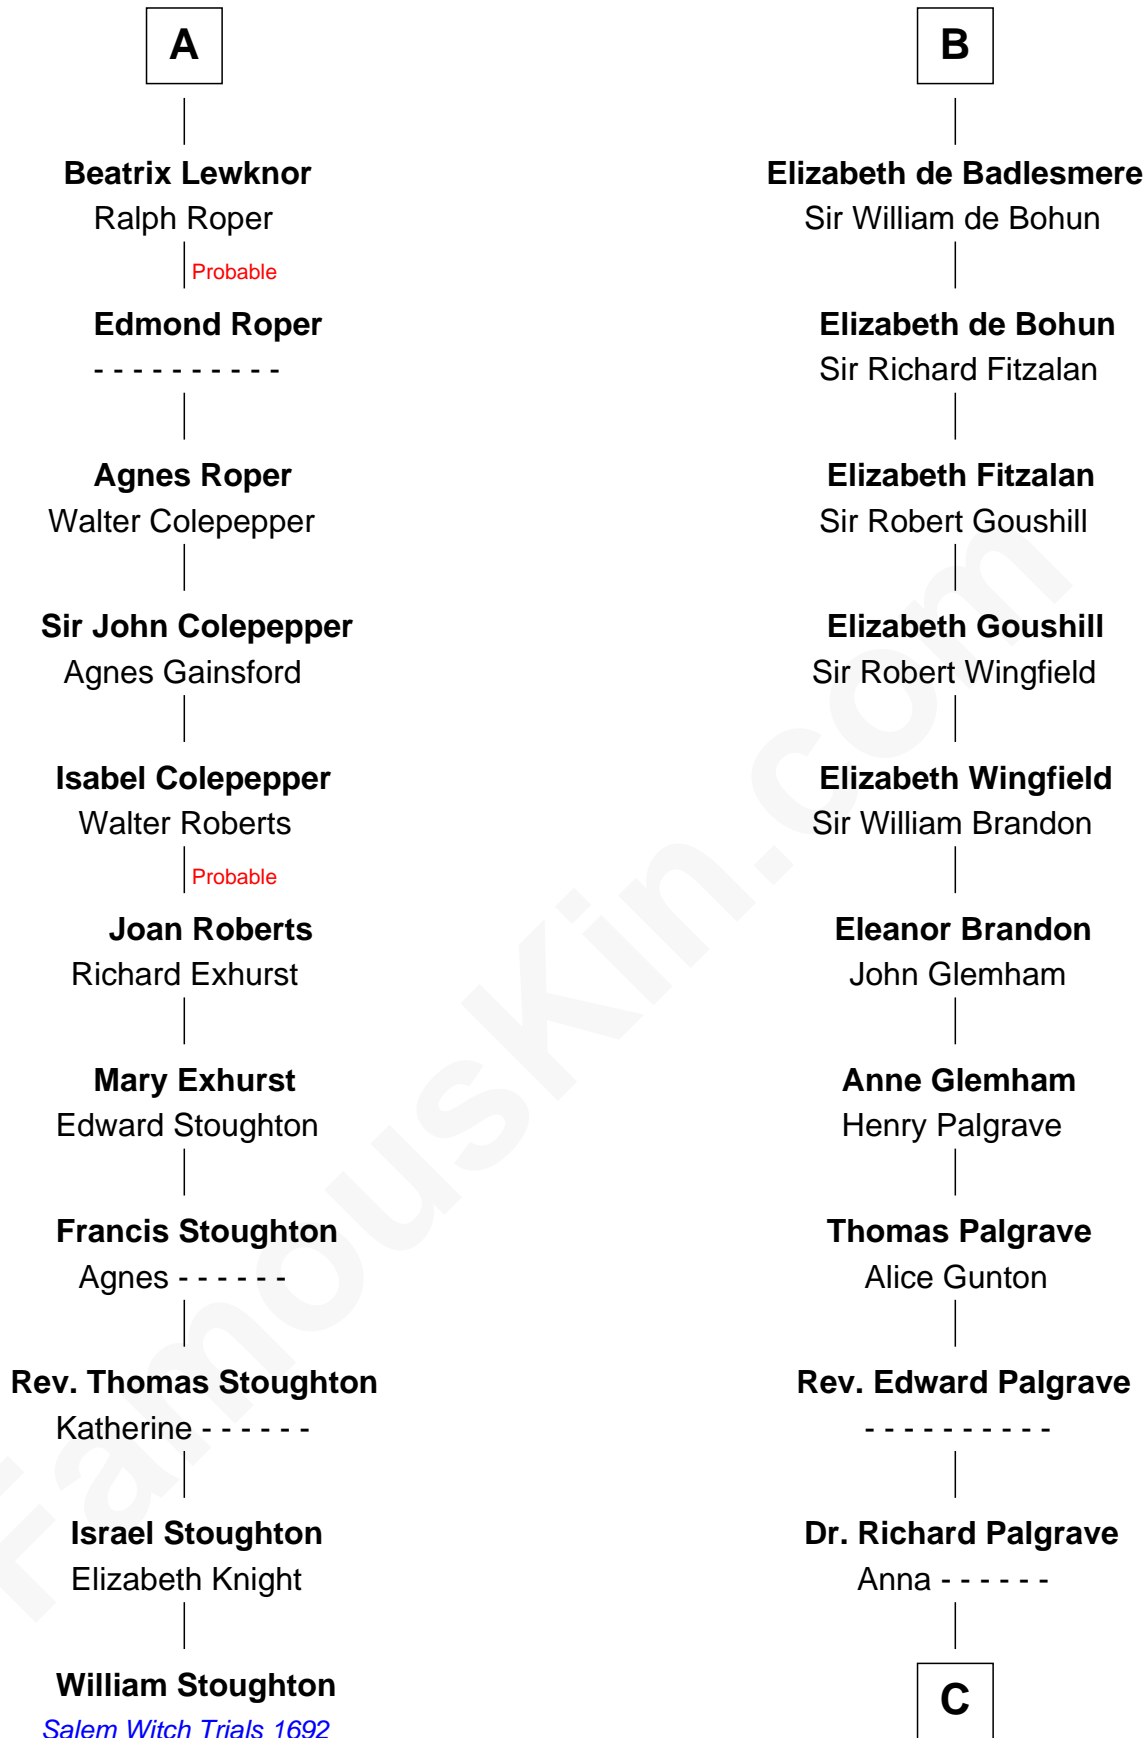 A
Beatrix Lewknor
Ralph Roper
Probable
Edmond Roper
- - - - - - - - - -
Agnes Roper
Walter Colepepper
Sir John Colepepper
Agnes Gainsford
Isabel Colepepper
Walter Roberts
Probable
Joan Roberts
Richard Exhurst
Mary Exhurst
Edward Stoughton
Francis Stoughton
Agnes - - - - - -
Rev. Thomas Stoughton
Katherine - - - - - -
Israel Stoughton
Elizabeth Knight
William Stoughton
Salem Witch Trials 1692
B
Elizabeth de Badlesmere
Sir William de Bohun
Elizabeth de Bohun
Sir Richard Fitzalan
Elizabeth Fitzalan
Sir Robert Goushill
Elizabeth Goushill
Sir Robert Wingfield
Elizabeth Wingfield
Sir William Brandon
Eleanor Brandon
John Glemham
Anne Glemham
Henry Palgrave
Thomas Palgrave
Alice Gunton
Rev. Edward Palgrave
- - - - - - - - - -
Dr. Richard Palgrave
Anna - - - - - -
C
FamousKin.com